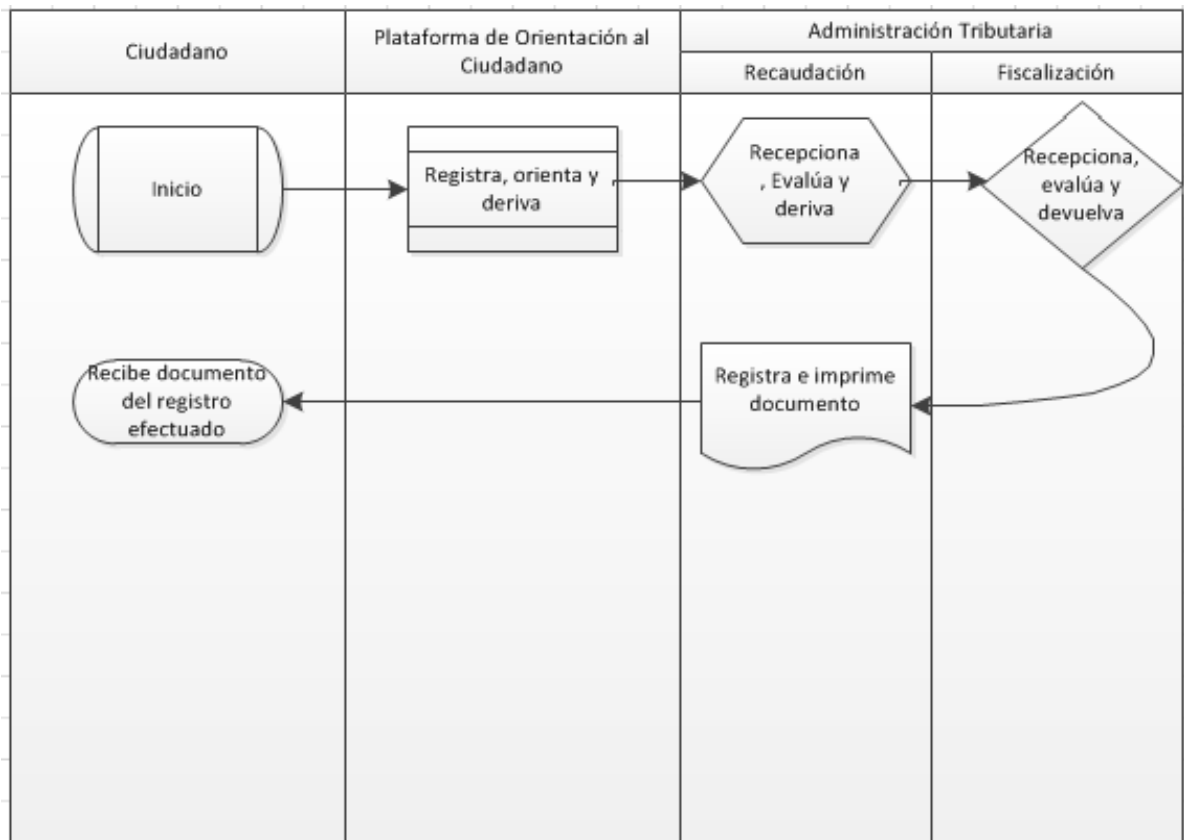 Ciudadano
Plataforma de Orientación al
Ciudadano
Administración Tributaria
Recaudación
Fiscalización
Inicio
Registra, orienta y
deriva
Recepciona
, Evalúa y
deriva
Recepciona,
evalúa y
devuelva
Recibe documento
del registro
efectuado
Registra e imprime
documento